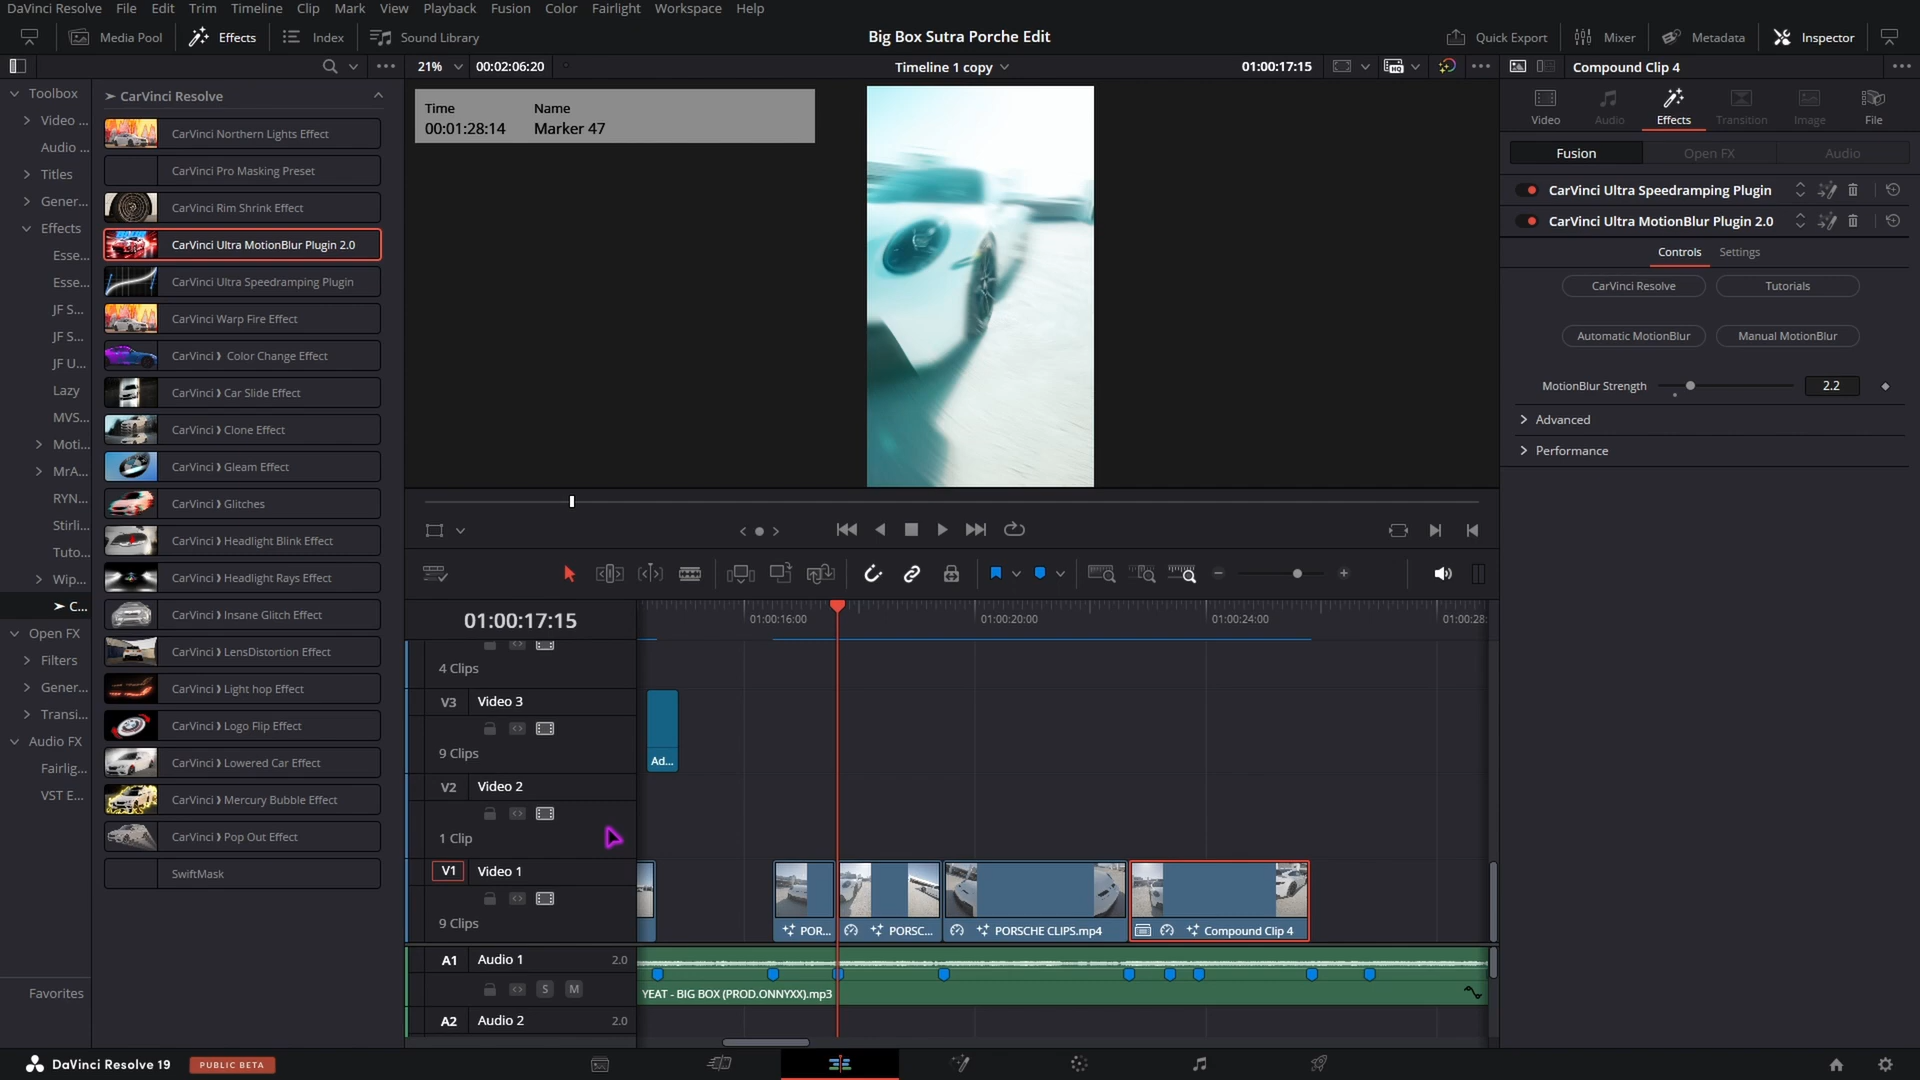 DaVinci Resolve File Edit Trim Timeline Clip Mark View Playback Fusion Color Fairlight Workspace Help
Media Pool Effects Index Sound Library Big Box Sutra Porche Edit Quick Export Mixer Metadata Inspector
21% 00:02:06:20 Timeline 1 copy 01:00:17:15 Compound Clip 4
Toolbox
Video ...
Audio ...
Titles
Gener...
Effects
Esse...
Esse...
JF S...
JF S...
JF U...
Lazy
MVS...
Moti...
MrA...
RYN...
Stirli...
Tuto...
Wip...
➣ C...
Open FX
Filters
Gener...
Transi...
Audio FX
Fairlig...
VST E...
Favorites
➣ CarVinci Resolve
CarVinci Northern Lights Effect
CarVinci Pro Masking Preset
CarVinci Rim Shrink Effect
CarVinci Ultra MotionBlur Plugin 2.0
CarVinci Ultra Speedramping Plugin
CarVinci Warp Fire Effect
CarVinci ❱ Color Change Effect
CarVinci ❱ Car Slide Effect
CarVinci ❱ Clone Effect
CarVinci ❱ Gleam Effect
CarVinci ❱ Glitches
CarVinci ❱ Headlight Blink Effect
CarVinci ❱ Headlight Rays Effect
CarVinci ❱ Insane Glitch Effect
CarVinci ❱ LensDistortion Effect
CarVinci ❱ Light hop Effect
CarVinci ❱ Logo Flip Effect
CarVinci ❱ Lowered Car Effect
CarVinci ❱ Mercury Bubble Effect
CarVinci ❱ Pop Out Effect
SwiftMask
Time Name
00:01:28:14 Marker 47
Video Audio Effects Transition Image File
Fusion Open FX Audio
CarVinci Ultra Speedramping Plugin
CarVinci Ultra MotionBlur Plugin 2.0
Controls Settings
CarVinci Resolve Tutorials
Automatic MotionBlur Manual MotionBlur
MotionBlur Strength 2.2
Advanced
Performance
01:00:17:15 01:00:16:00 01:00:20:00 01:00:24:00 01:00:28:
4 Clips
V3 Video 3
9 Clips
Ad...
V2 Video 2
1 Clip
V1 Video 1
9 Clips
POR... PORSC... PORSCHE CLIPS.mp4 Compound Clip 4
A1 Audio 1 2.0
S M
YEAT - BIG BOX (PROD.ONNYXX).mp3
A2 Audio 2 2.0
DaVinci Resolve 19 PUBLIC BETA